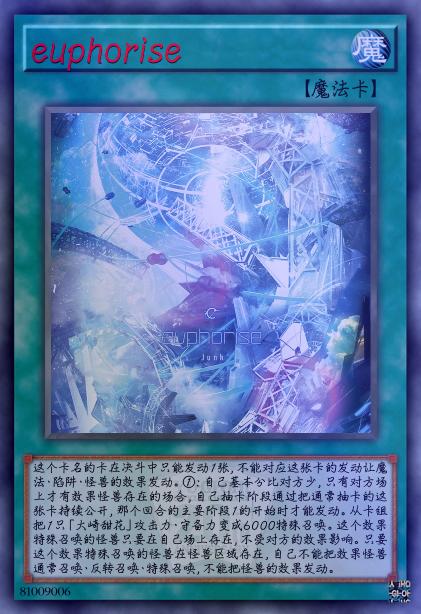 euphorise
魔
【魔法卡】
C
euphorise
Junk
这个卡名的卡在决斗中只能发动1张,不能对应这张卡的发动让魔
法·陷阱·怪兽的效果发动。①:自己基本分比对方少,只有对方场
上才有效果怪兽存在的场合,自己抽卡阶段通过把通常抽卡的这
张卡持续公开,那个回合的主要阶段1的开始时才能发动。从卡组
把1只「大崎甜花」攻击力·守备力变成6000特殊召唤。这个效果
特殊召唤的怪兽只要在自己场上存在,不受对方的效果影响。只要
这个效果特殊召唤的怪兽在怪兽区域存在,自己不能把效果怪兽
通常召唤·反转召唤·特殊召唤,不能把怪兽的效果发动。
81009006